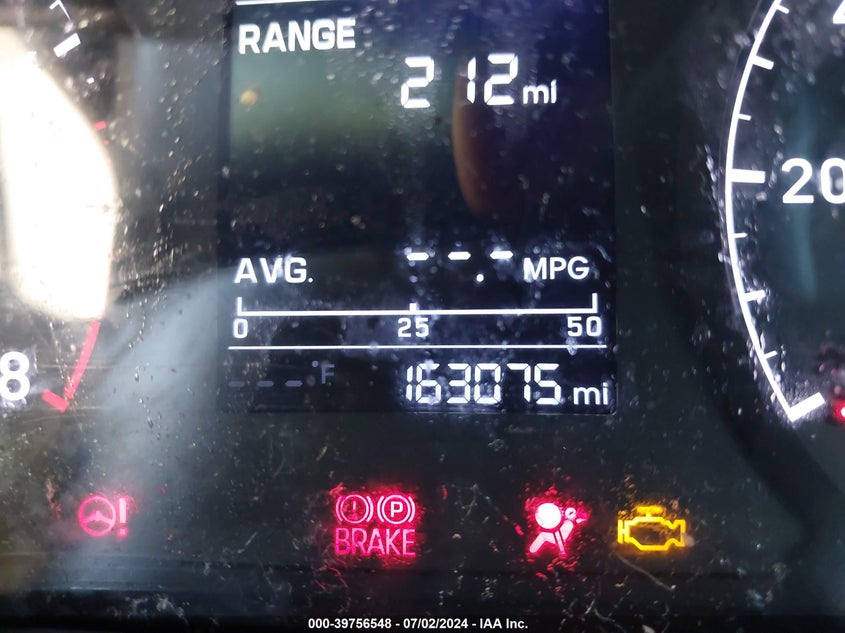 RANGE
212 mi
20
AVG. --.- MPG
0 25 50
---°F 163075 mi
8
! (P)
BRAKE
000-39756548 - 07/02/2024 - IAA Inc.